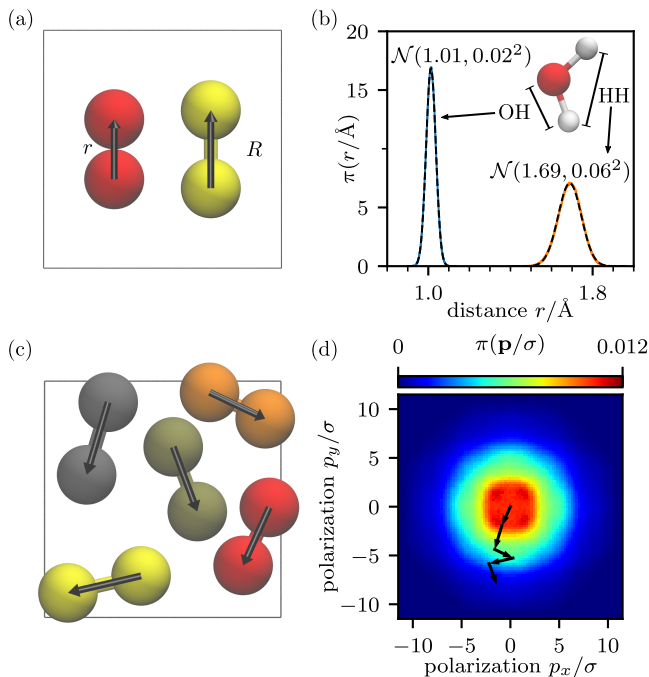 (a)
r
R
(b)
π(r/Å)
20
15
10
5
0
𝒩(1.01, 0.02²)
OH
HH
𝒩(1.69, 0.06²)
1.0
1.8
distance r/Å
(c)
(d)
0
π(𝐩/σ)
0.012
polarization p_y/σ
10
5
0
−5
−10
−10
−5
0
5
10
polarization p_x/σ